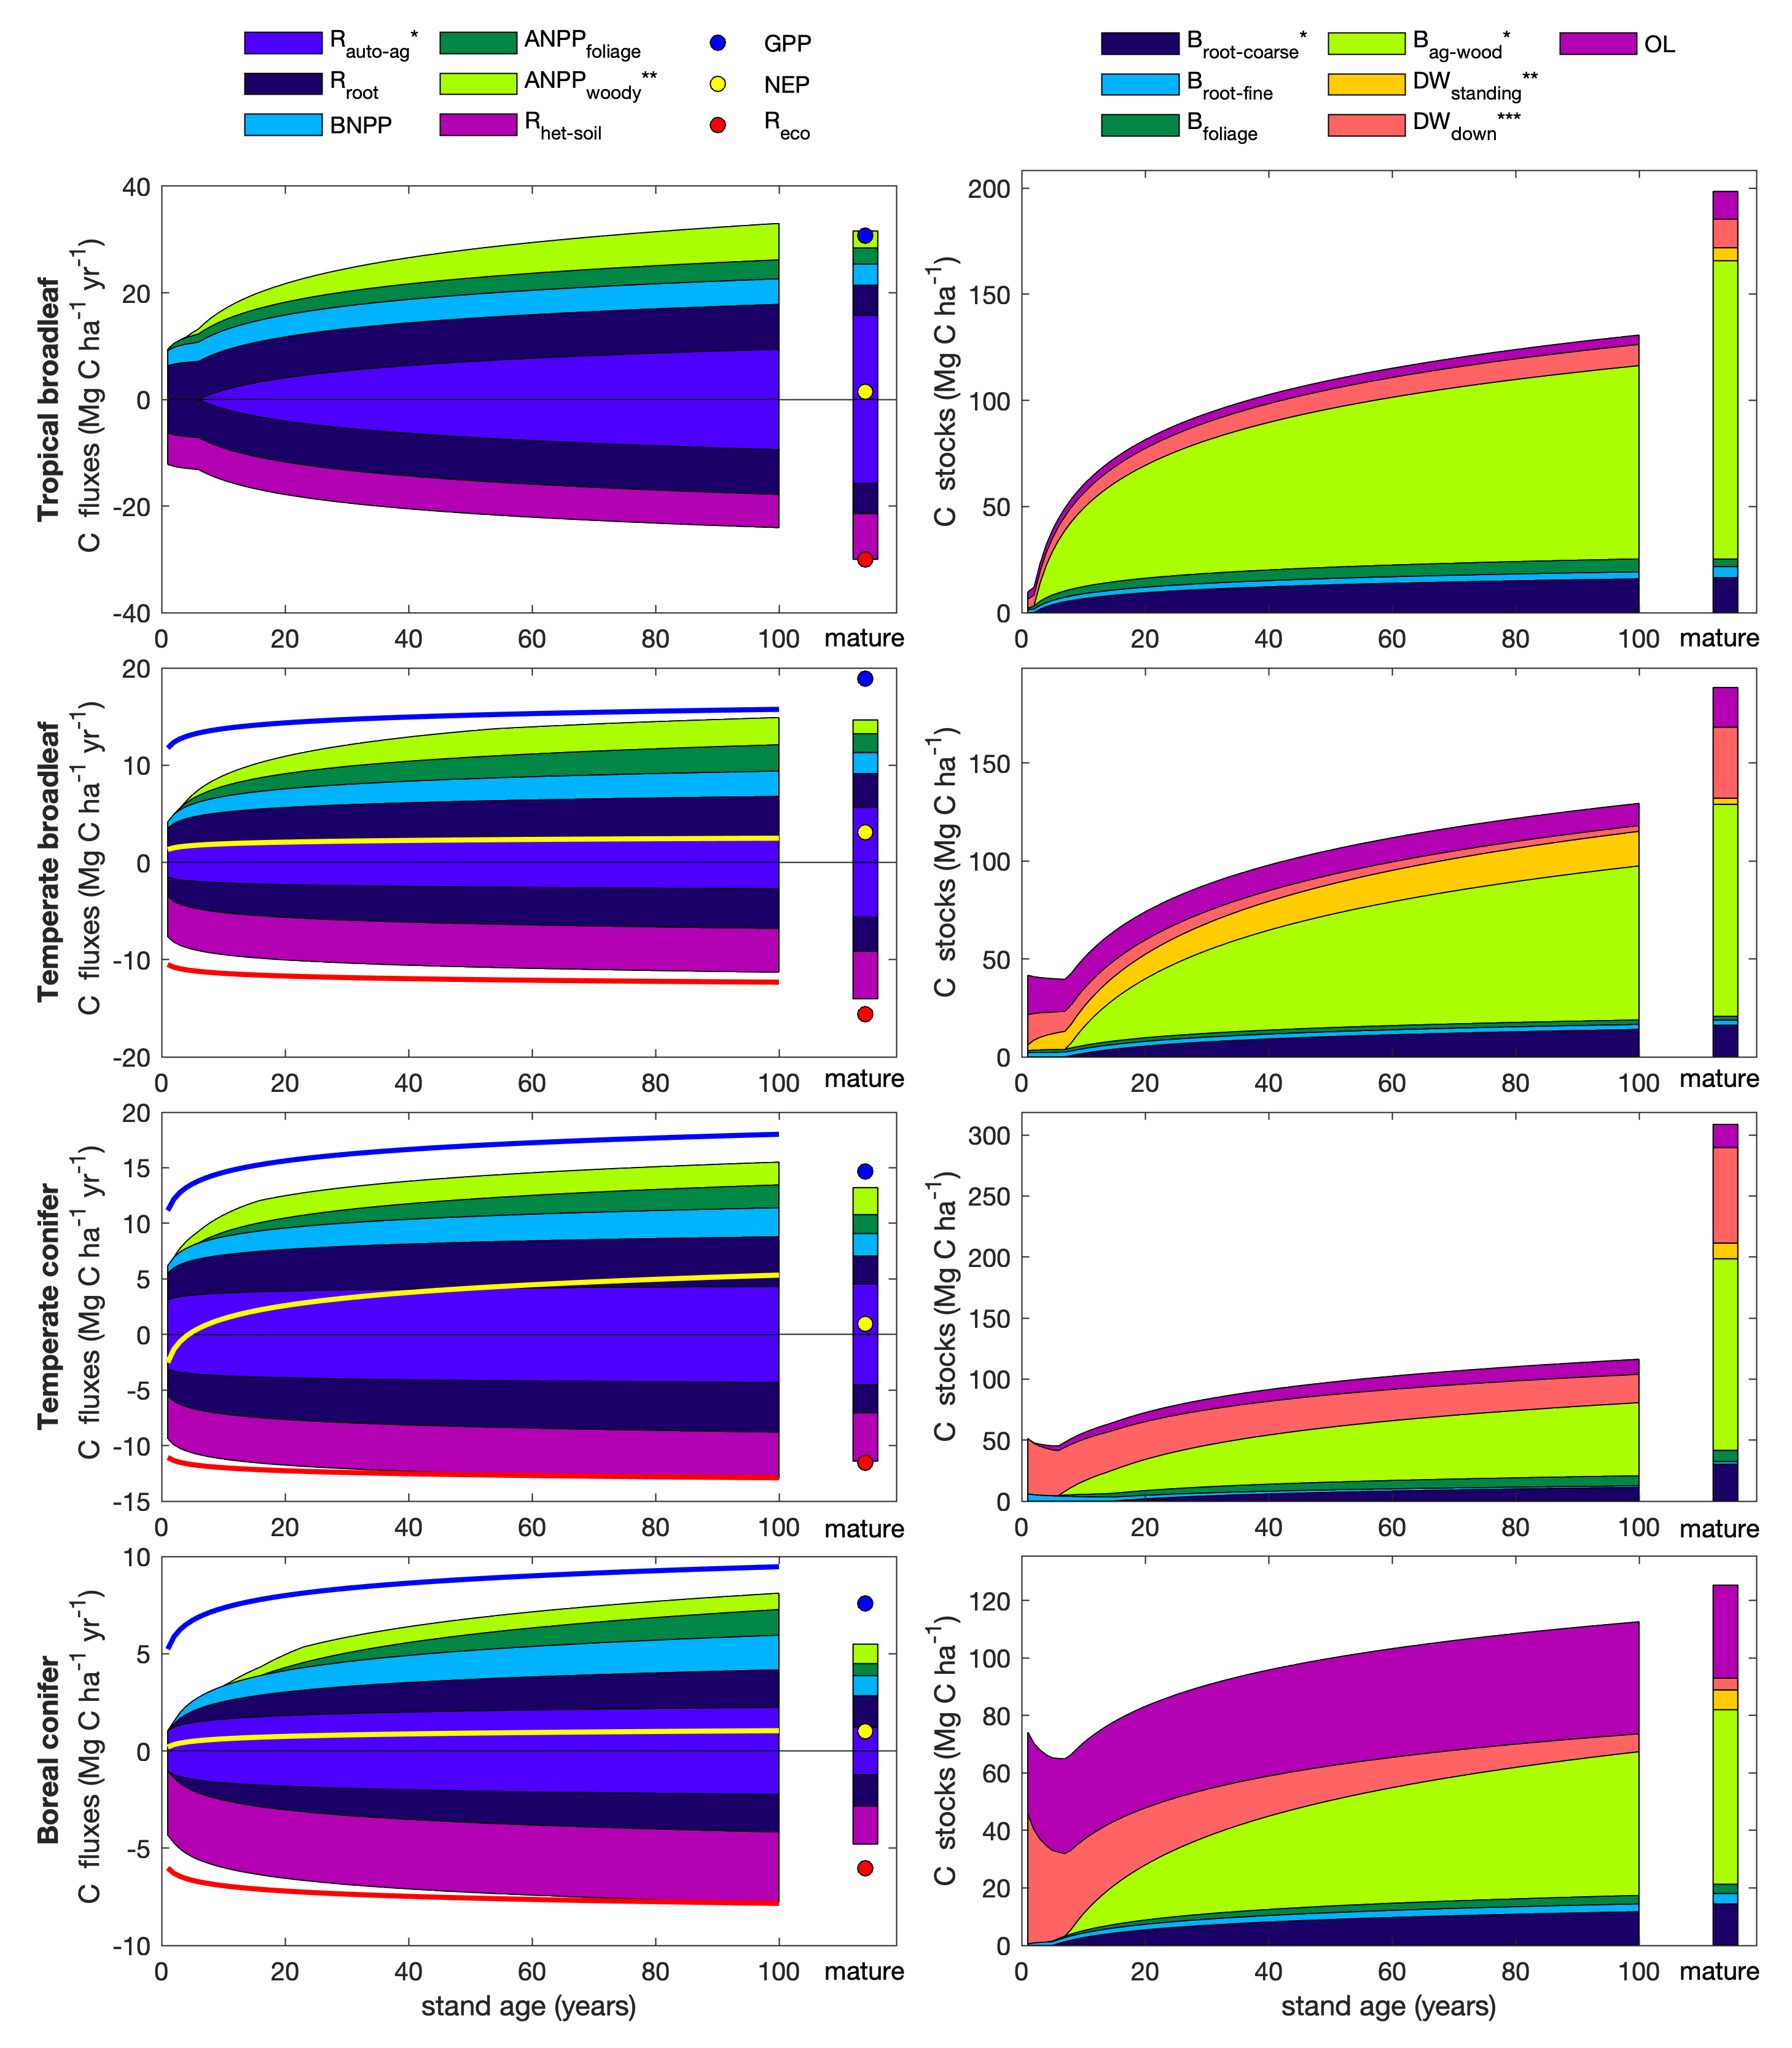 R auto-ag * ANPP foliage GPP
R root ANPP woody ** NEP
BNPP R het-soil R eco
B root-coarse * B ag-wood * OL
B root-fine DW standing **
B foliage DW down ***
Tropical broadleaf
C fluxes (Mg C ha-1 yr-1)
40
20
0
-20
-40
0 20 40 60 80 100 mature
C stocks (Mg C ha-1)
200
150
100
50
0
0 20 40 60 80 100 mature
Temperate broadleaf
C fluxes (Mg C ha-1 yr-1)
20
10
0
-10
-20
0 20 40 60 80 100 mature
C stocks (Mg C ha-1)
150
100
50
0
0 20 40 60 80 100 mature
Temperate conifer
C fluxes (Mg C ha-1 yr-1)
20
15
10
5
0
-5
-10
-15
0 20 40 60 80 100 mature
C stocks (Mg C ha-1)
300
250
200
150
100
50
0
0 20 40 60 80 100 mature
Boreal conifer
C fluxes (Mg C ha-1 yr-1)
10
5
0
-5
-10
0 20 40 60 80 100 mature
stand age (years)
C stocks (Mg C ha-1)
120
100
80
60
40
20
0
0 20 40 60 80 100 mature
stand age (years)